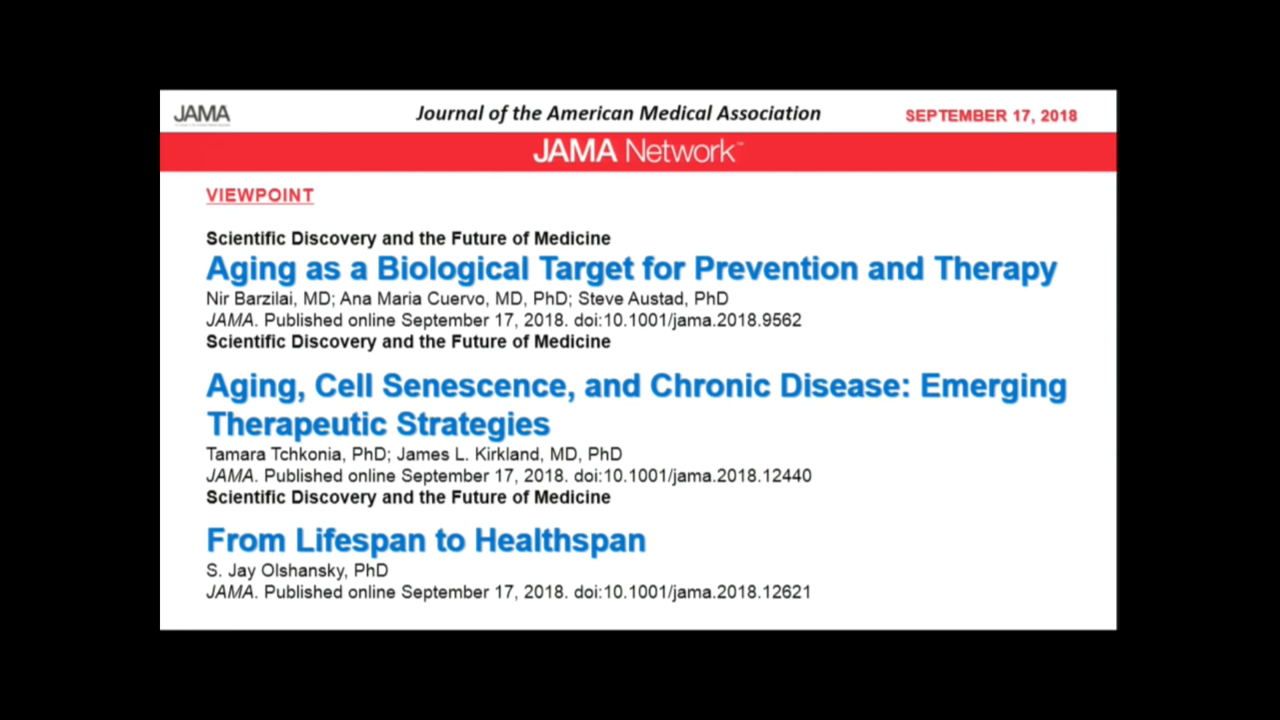 JAMA
Journal of the American Medical Association
SEPTEMBER 17, 2018
JAMA Network™
VIEWPOINT
Scientific Discovery and the Future of Medicine
Aging as a Biological Target for Prevention and Therapy
Nir Barzilai, MD; Ana Maria Cuervo, MD, PhD; Steve Austad, PhD
JAMA. Published online September 17, 2018. doi:10.1001/jama.2018.9562
Scientific Discovery and the Future of Medicine
Aging, Cell Senescence, and Chronic Disease: Emerging
Therapeutic Strategies
Tamara Tchkonia, PhD; James L. Kirkland, MD, PhD
JAMA. Published online September 17, 2018. doi:10.1001/jama.2018.12440
Scientific Discovery and the Future of Medicine
From Lifespan to Healthspan
S. Jay Olshansky, PhD
JAMA. Published online September 17, 2018. doi:10.1001/jama.2018.12621